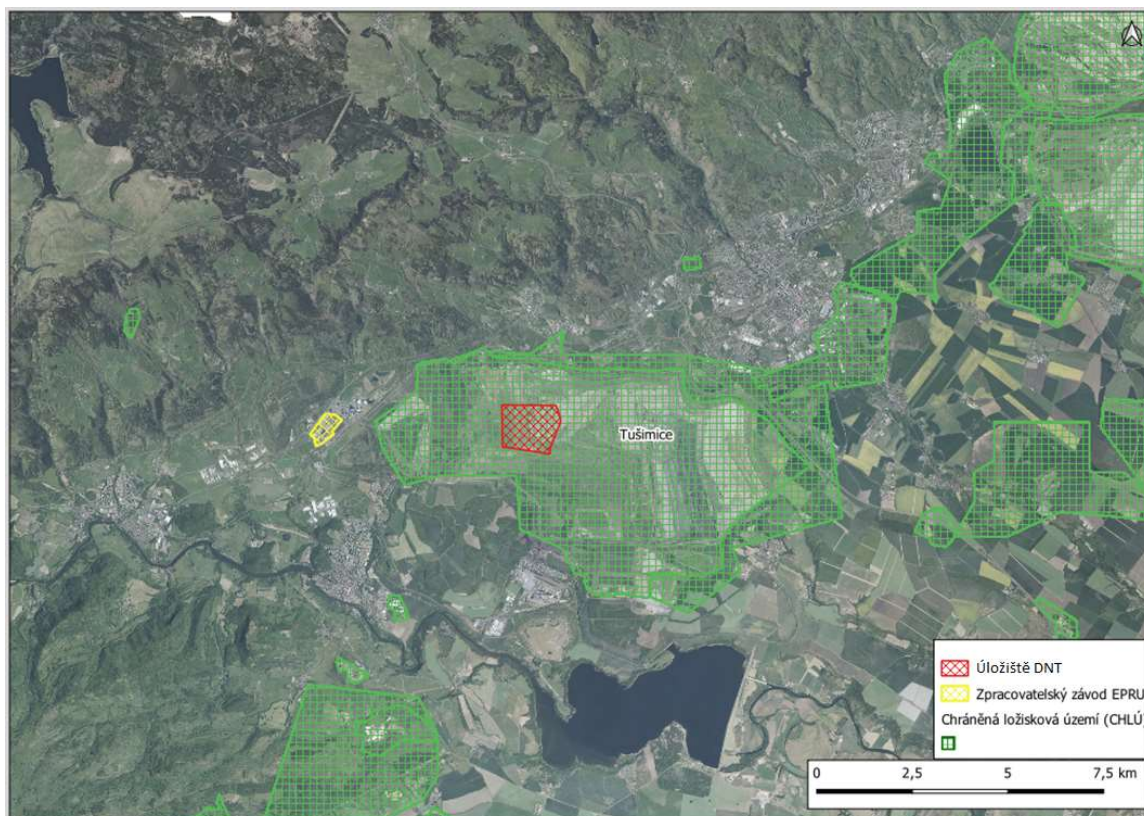 Tušimice
Úložiště DNT
Zpracovatelský závod EPRU
Chráněná ložisková území (CHLÚ)
0 2,5 5 7,5 km